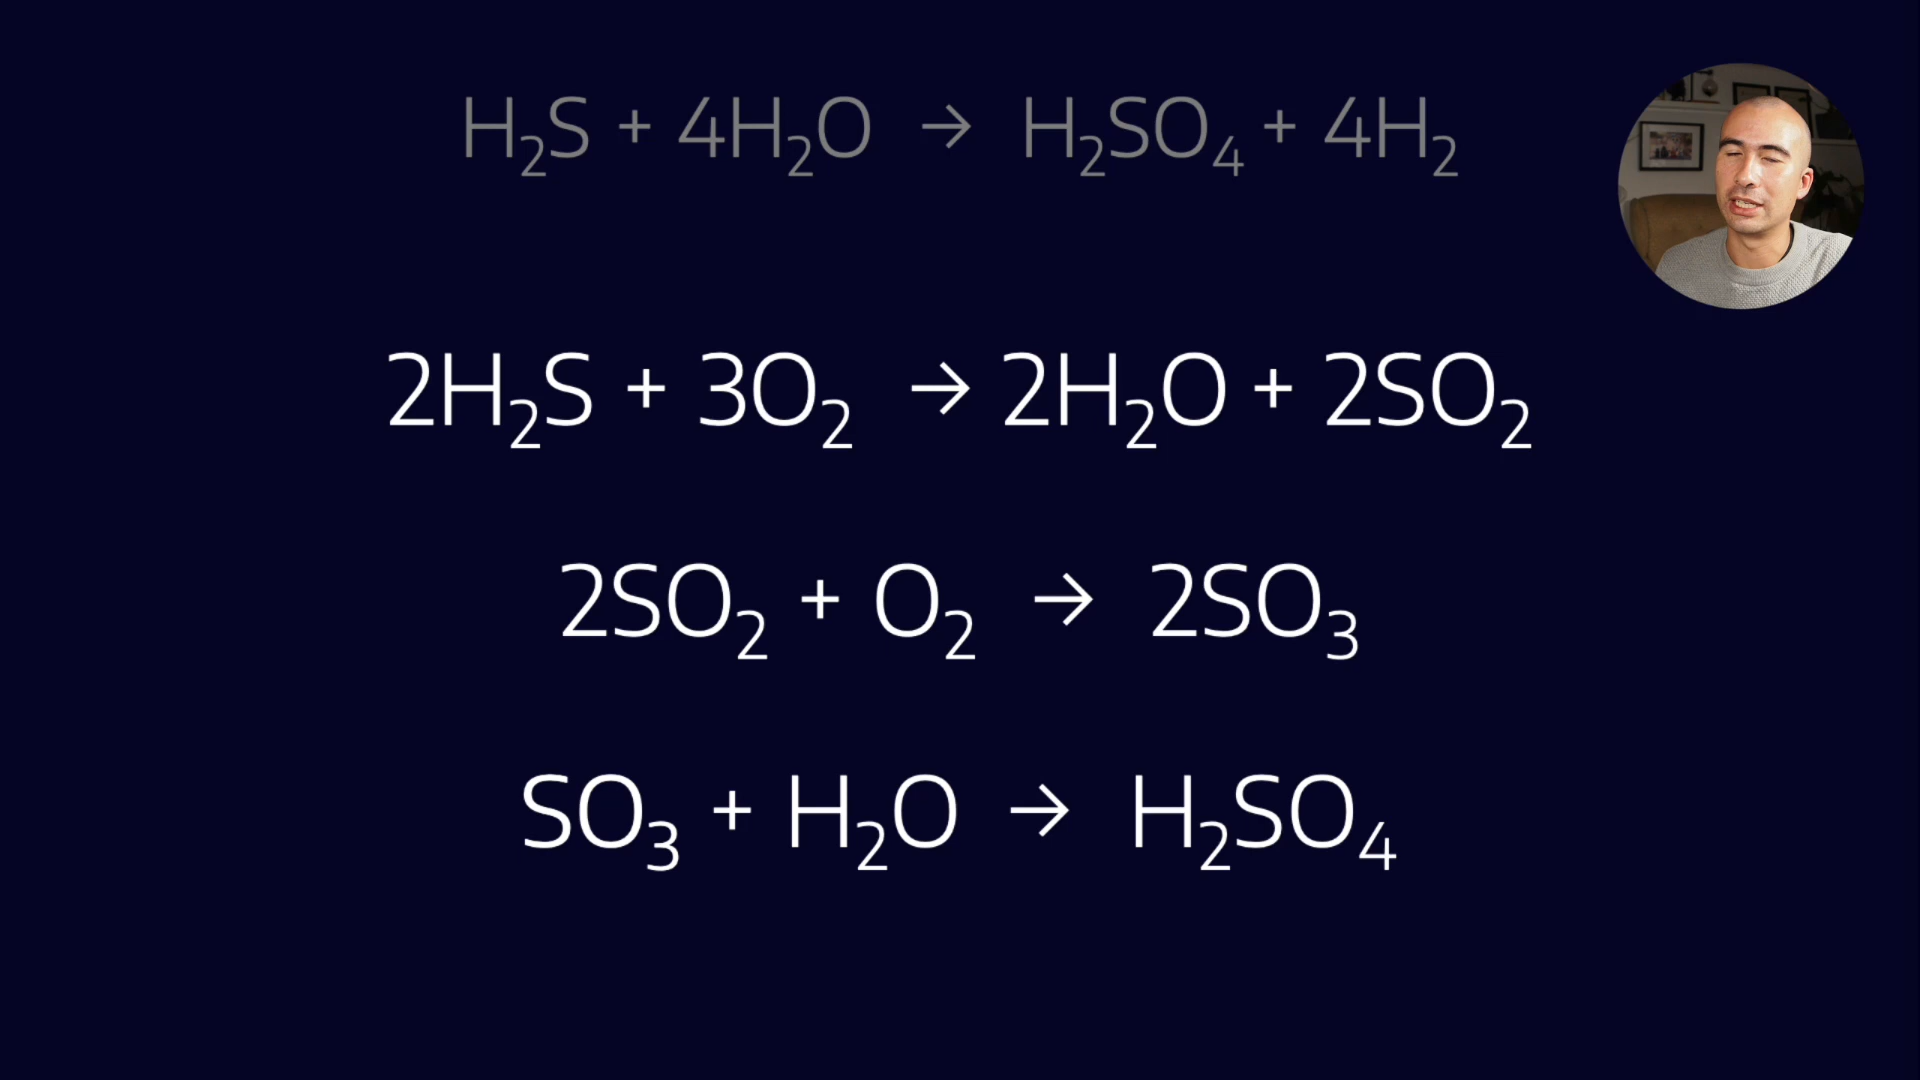 H₂S + 4H₂O → H₂SO₄ + 4H₂
2H₂S + 3O₂ → 2H₂O + 2SO₂
2SO₂ + O₂ → 2SO₃
SO₃ + H₂O → H₂SO₄